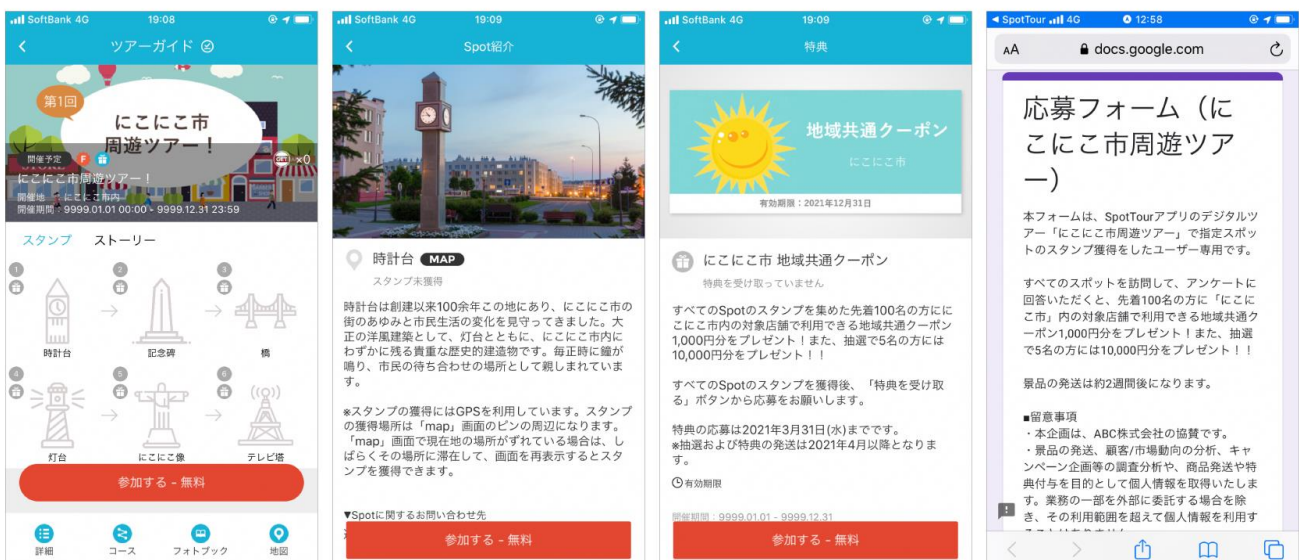 SoftBank 4G 19:08
ツアーガイド
第1回
にこにこ市
周遊ツアー!
開催予定 F GET ×0
にこにこ市周遊ツアー!
開催地 : にこにこ市内
開催期間:9999.01.01 00:00 - 9999.12.31 23:59
スタンプ ストーリー
1 2 3
時計台 記念碑 橋
4 5 6
灯台 にこにこ像 テレビ塔
参加する - 無料
詳細 コース フォトブック 地図
SoftBank 4G 19:09
Spot紹介
時計台 MAP
スタンプ未獲得
時計台は創建以来100余年この地にあり、にこにこ市の
街のあゆみと市民生活の変化を見守ってきました。大
正の洋風建築として、灯台とともに、にこにこ市内に
わずかに残る貴重な歴史的建造物です。毎正時に鐘が
鳴り、市民の待ち合わせの場所として親しまれていま
す。
※スタンプの獲得にはGPSを利用しています。スタンプ
の獲得場所は「map」画面のピンの周辺になります。
「map」画面で現在地の場所がずれている場合は、し
ばらくその場所に滞在して、画面を再表示するとスタ
ンプを獲得できます。
▼Spotに関するお問い合わせ先
参加する - 無料
SoftBank 4G 19:09
特典
地域共通クーポン
にこにこ市
有効期限:2021年12月31日
にこにこ市 地域共通クーポン
特典を受け取っていません
すべてのSpotのスタンプを集めた先着100名の方にに
こにこ市内の対象店舗で利用できる地域共通クーポン
1,000円分をプレゼント!また、抽選で5名の方には
10,000円分をプレゼント!!
すべてのSpotのスタンプを獲得後、「特典を受け取
る」ボタンから応募をお願いします。
特典の応募は2021年3月31日(水)までです。
※抽選および特典の発送は2021年4月以降となりま
す。
有効期限
開催期間:9999.01.01 - 9999.12.31
参加する - 無料
SpotTour 4G 12:58
AA docs.google.com
応募フォーム(に
こにこ市周遊ツア
ー)
本フォームは、SpotTourアプリのデジタルツ
アー「にこにこ市周遊ツアー」で指定スポッ
トのスタンプ獲得をしたユーザー専用です。
すべてのスポットを訪問して、アンケートに
回答いただくと、先着100名の方に「にこに
こ市」内の対象店舗で利用できる地域共通ク
ーポン1,000円分をプレゼント!また、抽選
で5名の方には10,000円分をプレゼント!!
景品の発送は約2週間後になります。
■留意事項
・本企画は、ABC株式会社の協賛です。
・景品の発送、顧客/市場動向の分析、キャ
ンペーン企画等の調査分析や、商品発送や特
典付与を目的として個人情報を取得いたしま
す。業務の一部を外部に委託する場合を除
き、その利用範囲を超えて個人情報を利用す